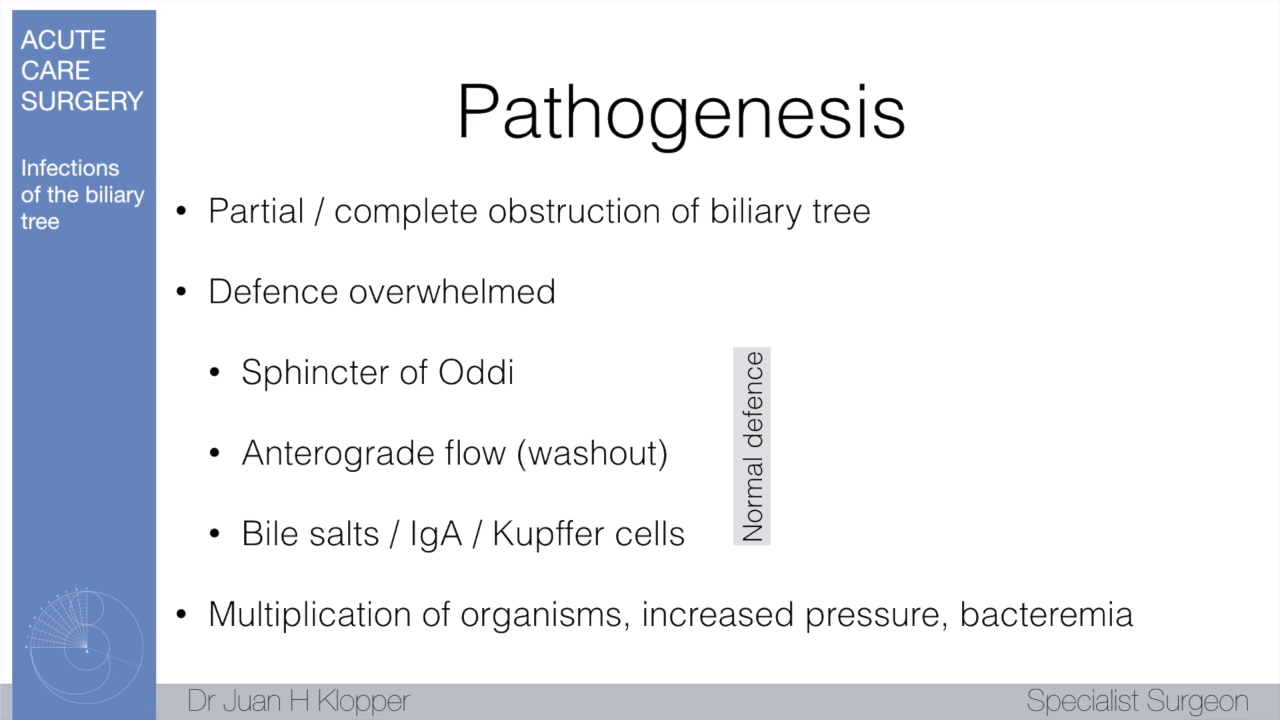 ACUTE
CARE
SURGERY
Infections
of the biliary
tree
Pathogenesis
• Partial / complete obstruction of biliary tree
• Defence overwhelmed
• Sphincter of Oddi
• Anterograde flow (washout)
• Bile salts / IgA / Kupffer cells
Normal defence
• Multiplication of organisms, increased pressure, bacteremia
Dr Juan H Klopper
Specialist Surgeon